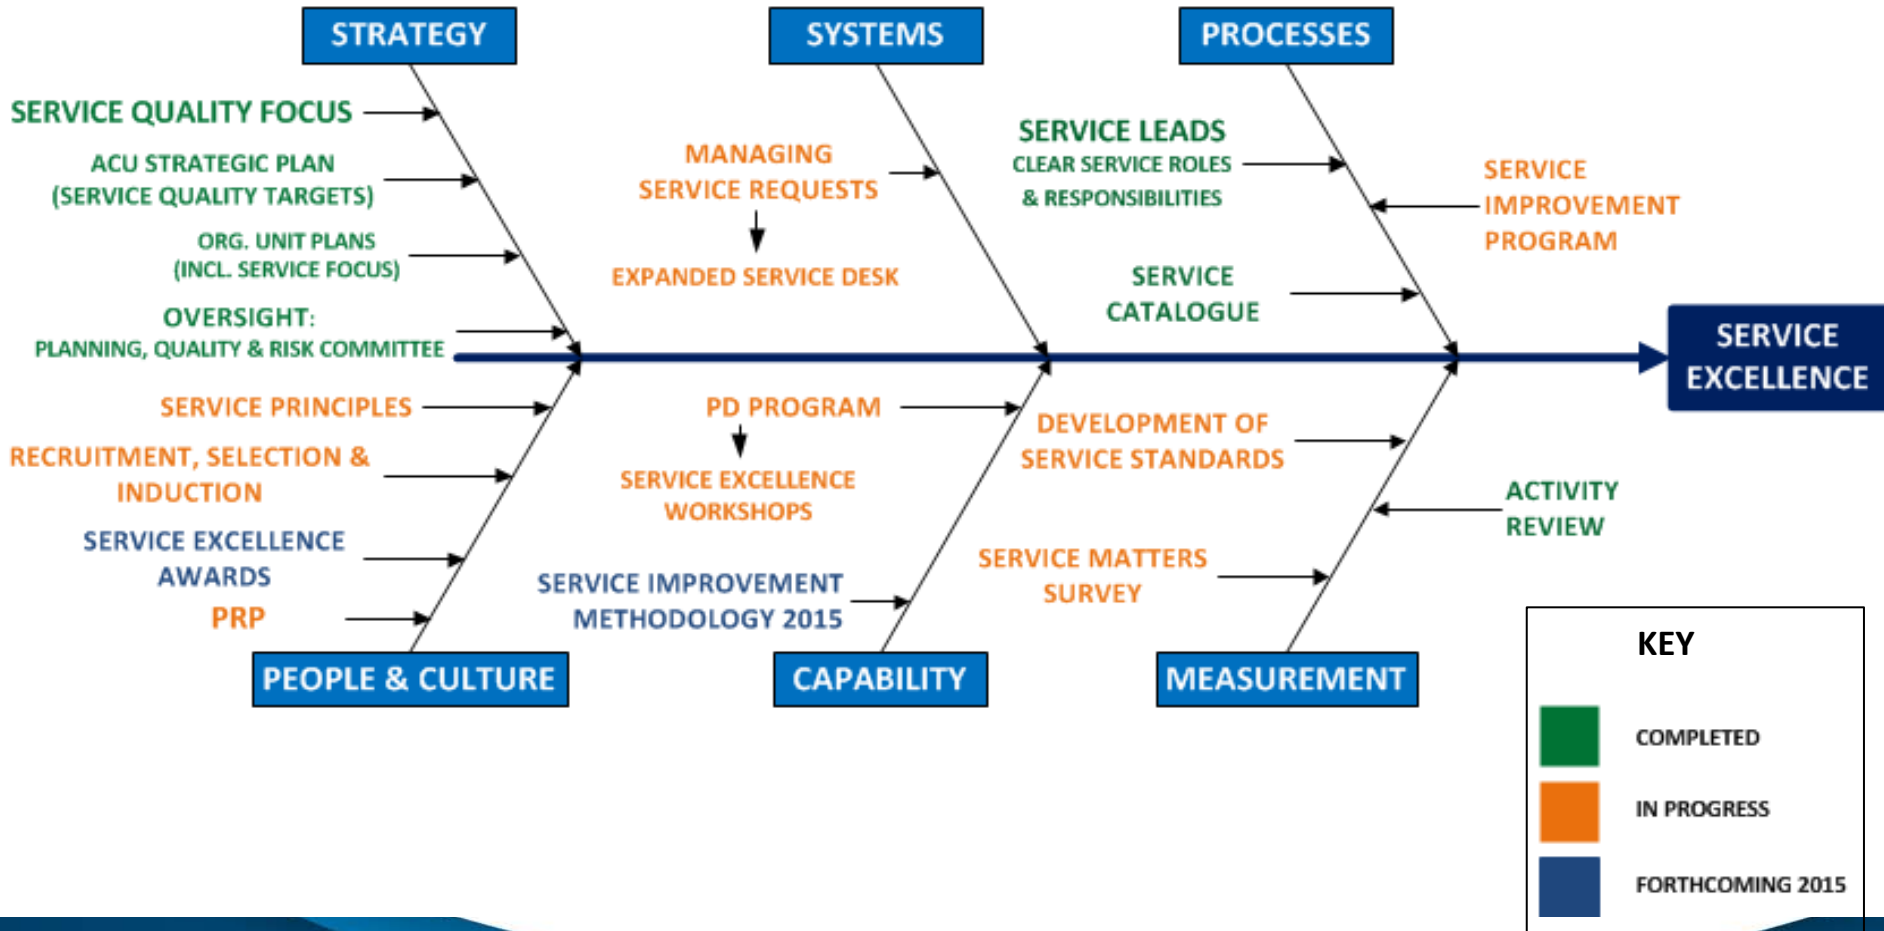 STRATEGY
SYSTEMS
PROCESSES
SERVICE QUALITY FOCUS
ACU STRATEGIC PLAN
(SERVICE QUALITY TARGETS)
ORG. UNIT PLANS
(INCL. SERVICE FOCUS)
OVERSIGHT:
PLANNING, QUALITY & RISK COMMITTEE
MANAGING
SERVICE REQUESTS
EXPANDED SERVICE DESK
SERVICE LEADS
CLEAR SERVICE ROLES
& RESPONSIBILITIES
SERVICE
CATALOGUE
SERVICE
IMPROVEMENT
PROGRAM
SERVICE
EXCELLENCE
SERVICE PRINCIPLES
RECRUITMENT, SELECTION &
INDUCTION
SERVICE EXCELLENCE
AWARDS
PRP
PD PROGRAM
SERVICE EXCELLENCE
WORKSHOPS
SERVICE IMPROVEMENT
METHODOLOGY 2015
DEVELOPMENT OF
SERVICE STANDARDS
SERVICE MATTERS
SURVEY
ACTIVITY
REVIEW
PEOPLE & CULTURE
CAPABILITY
MEASUREMENT
KEY
COMPLETED
IN PROGRESS
FORTHCOMING 2015